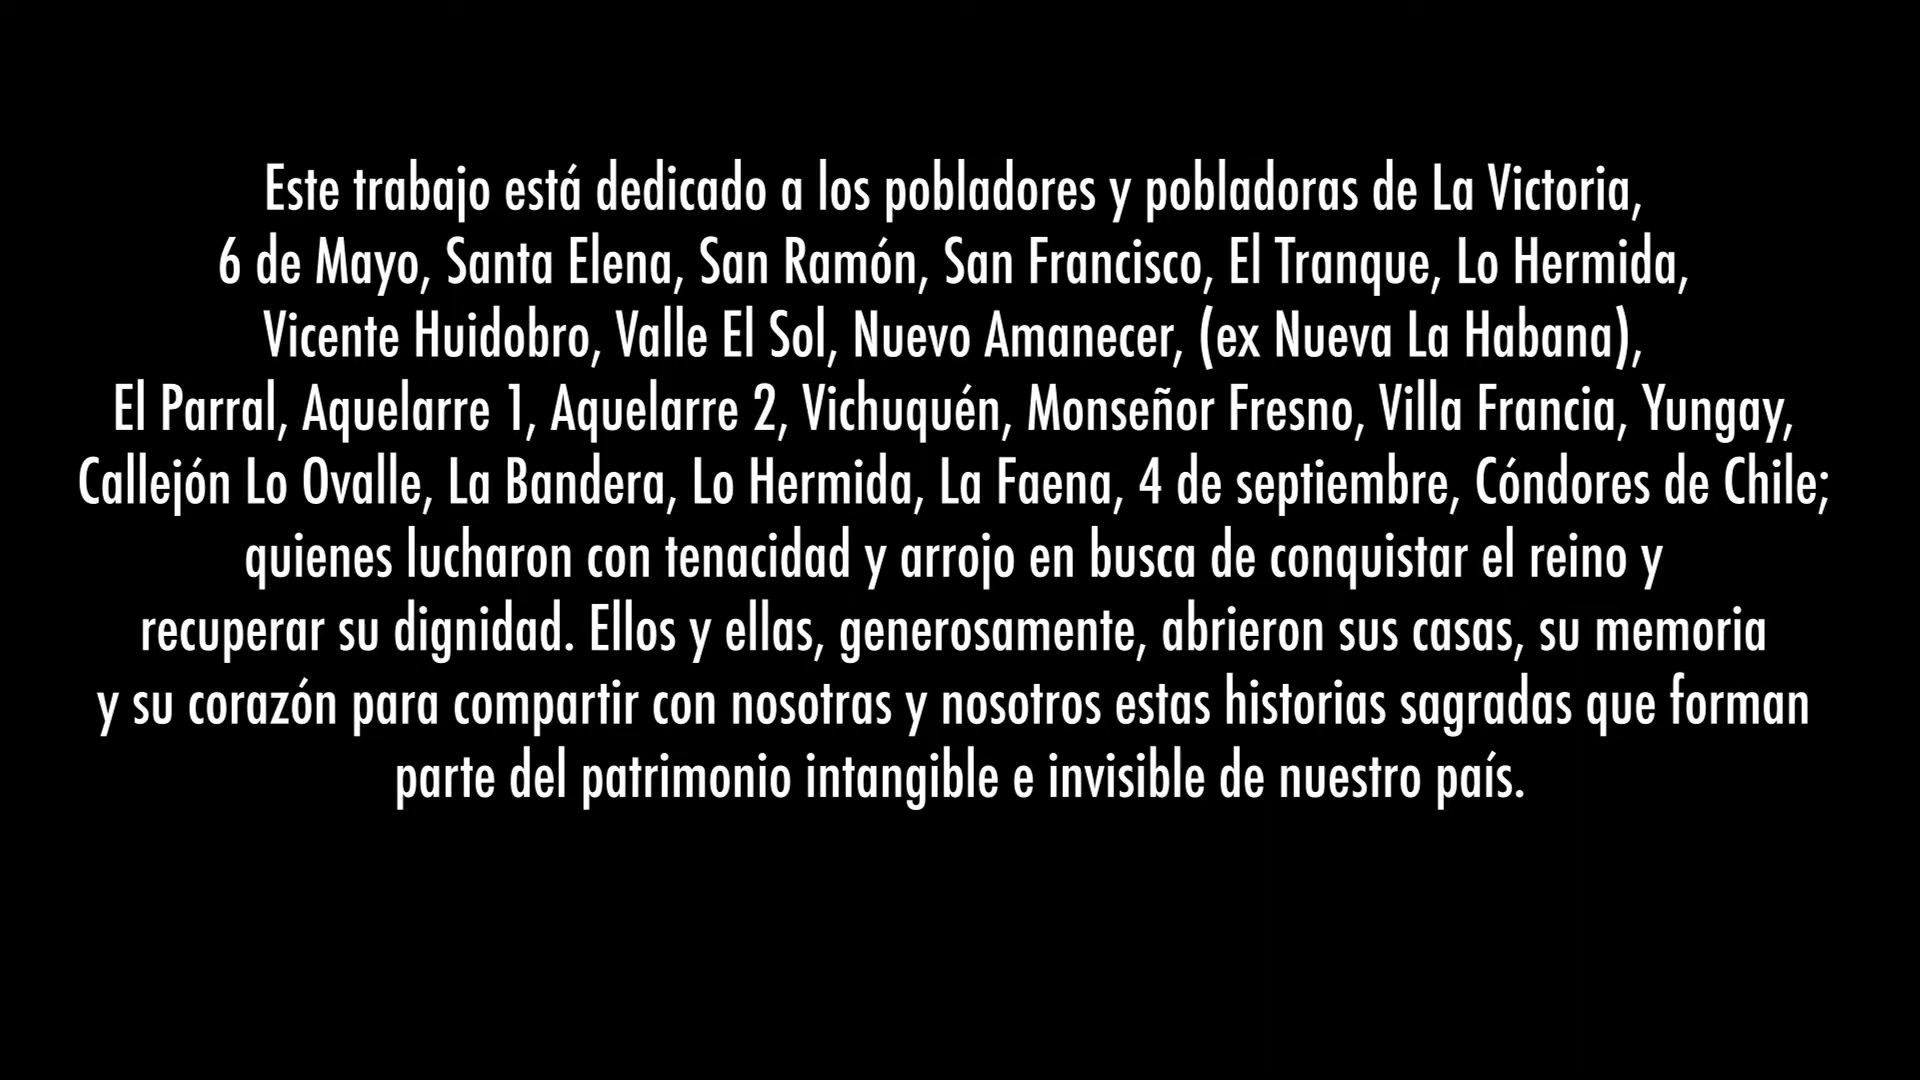 Este trabajo está dedicado a los pobladores y pobladoras de La Victoria,
6 de Mayo, Santa Elena, San Ramón, San Francisco, El Tranque, Lo Hermida,
Vicente Huidobro, Valle El Sol, Nuevo Amanecer, (ex Nueva La Habana),
El Parral, Aquelarre 1, Aquelarre 2, Vichuquén, Monseñor Fresno, Villa Francia, Yungay,
Callejón Lo Ovalle, La Bandera, Lo Hermida, La Faena, 4 de septiembre, Cóndores de Chile;
quienes lucharon con tenacidad y arrojo en busca de conquistar el reino y
recuperar su dignidad. Ellos y ellas, generosamente, abrieron sus casas, su memoria
y su corazón para compartir con nosotras y nosotros estas historias sagradas que forman
parte del patrimonio intangible e invisible de nuestro país.